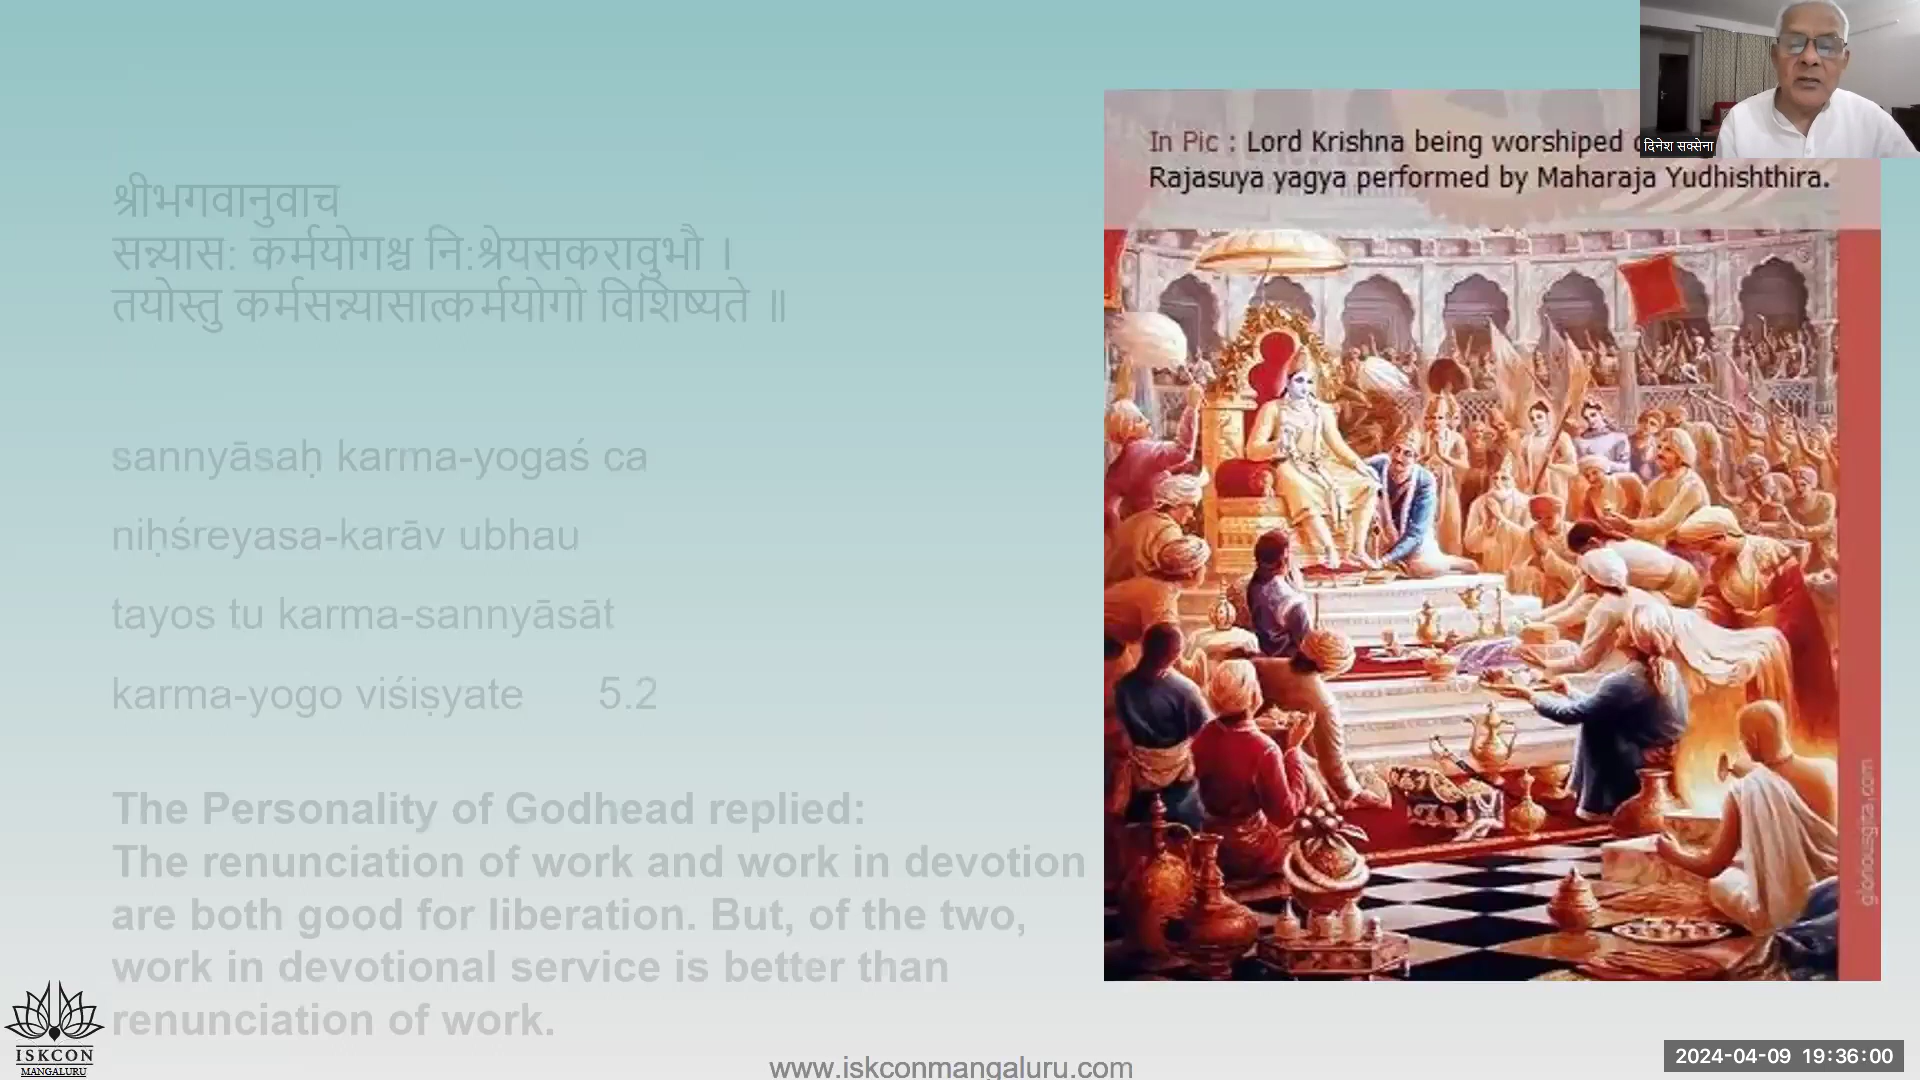 श्रीभगवानुवाच
सन्न्यास: कर्मयोगश्च नि:श्रेयसकरावुभौ ।
तयोस्तु कर्मसन्न्यासात्कर्मयोगो विशिष्यते ॥
sannyāsaḥ karma-yogaś ca
niḥśreyasa-karāv ubhau
tayos tu karma-sannyāsāt
karma-yogo viśiṣyate 5.2
The Personality of Godhead replied:
The renunciation of work and work in devotion
are both good for liberation. But, of the two,
work in devotional service is better than
renunciation of work.
In Pic : Lord Krishna being worshiped
Rajasuya yagya performed by Maharaja Yudhishthira.
दिनेश सक्सेना
gloriousgita.com
ISKCON
MANGALURU
www.iskconmangaluru.com
2024-04-09 19:36:00